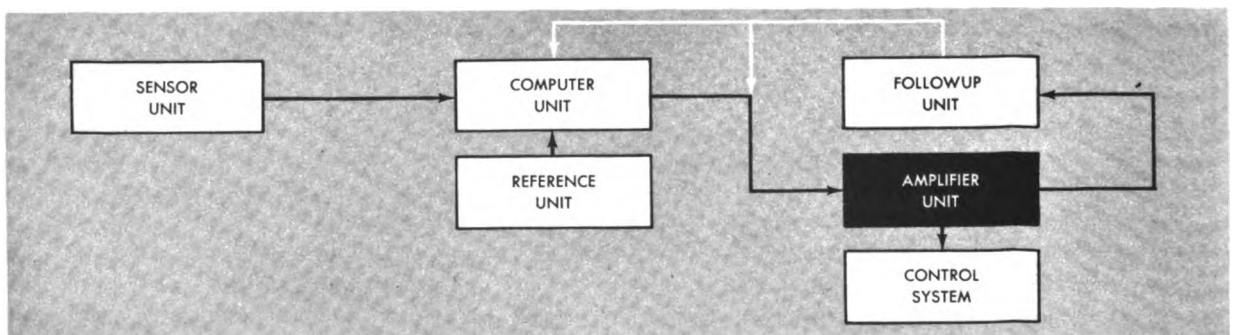 SENSOR
UNIT
COMPUTER
UNIT
FOLLOWUP
UNIT
REFERENCE
UNIT
AMPLIFIER
UNIT
CONTROL
SYSTEM